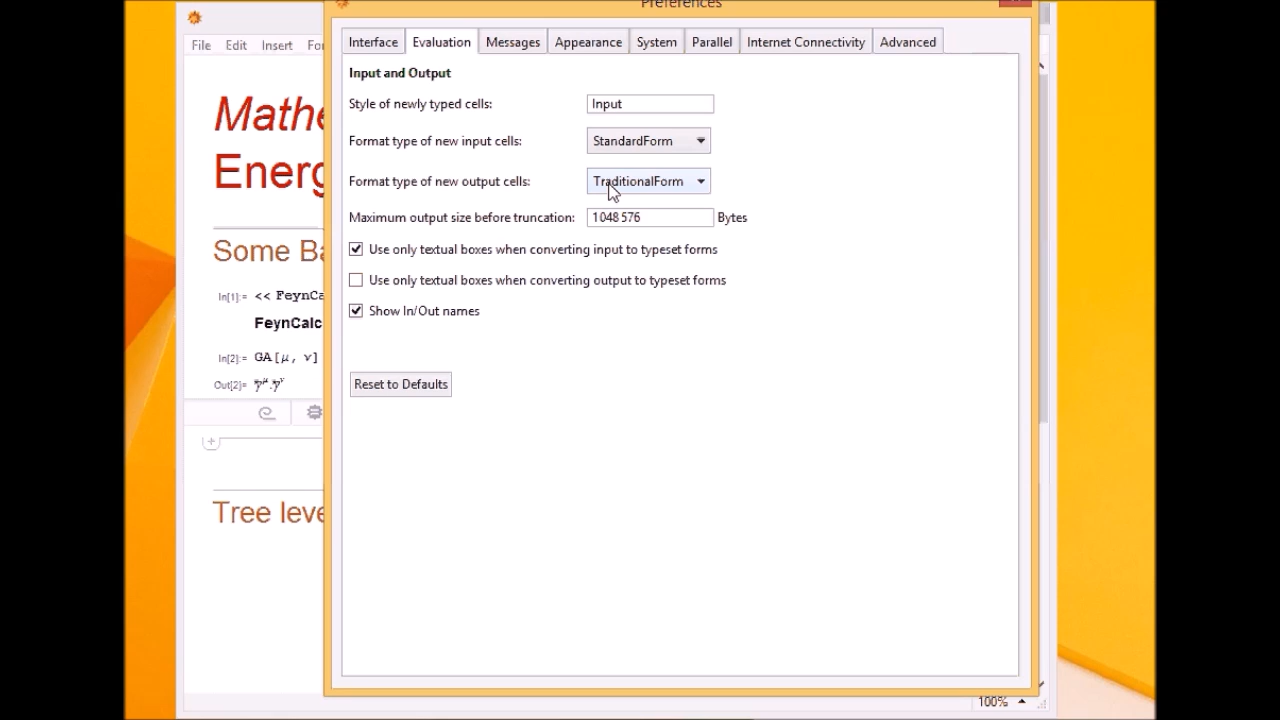 Preferences
File Edit Insert
Interface Evaluation Messages Appearance System Parallel Internet Connectivity Advanced
Input and Output
Style of newly typed cells: Input
Format type of new input cells: StandardForm
Format type of new output cells: TraditionalForm
Maximum output size before truncation: 1 048 576 Bytes
Use only textual boxes when converting input to typeset forms
Use only textual boxes when converting output to typeset forms
Show In/Out names
Reset to Defaults
Mathe
Energ
Some Ba
In[1]:= << FeynCa
FeynCalc
In[2]:= GA[μ, ν]
Out[2]= γ̄^μ.γ̄^ν
Tree leve
100%